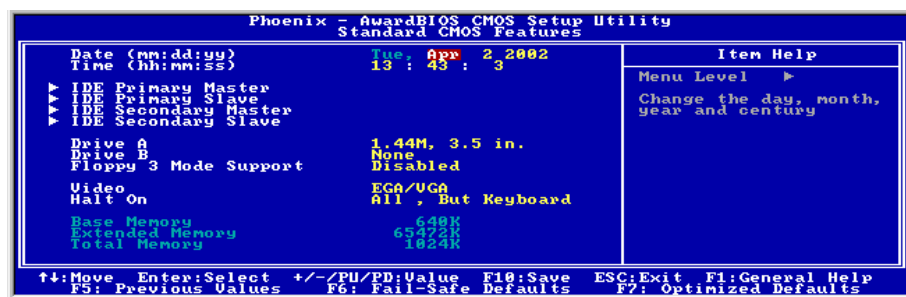 Phoenix - AwardBIOS CMOS Setup Utility
Standard CMOS Features
Date (mm:dd:yy) Tue, Apr 2 2002
Time (hh:mm:ss) 13 : 43 : 3
IDE Primary Master
IDE Primary Slave
IDE Secondary Master
IDE Secondary Slave
Drive A 1.44M, 3.5 in.
Drive B None
Floppy 3 Mode Support Disabled
Video EGA/VGA
Halt On All , But Keyboard
Base Memory 640K
Extended Memory 65472K
Total Memory 1024K
Item Help
Menu Level
Change the day, month,
year and century
↑↓:Move Enter:Select +/-/PU/PD:Value F10:Save ESC:Exit F1:General Help
F5: Previous Values F6: Fail-Safe Defaults F7: Optimized Defaults